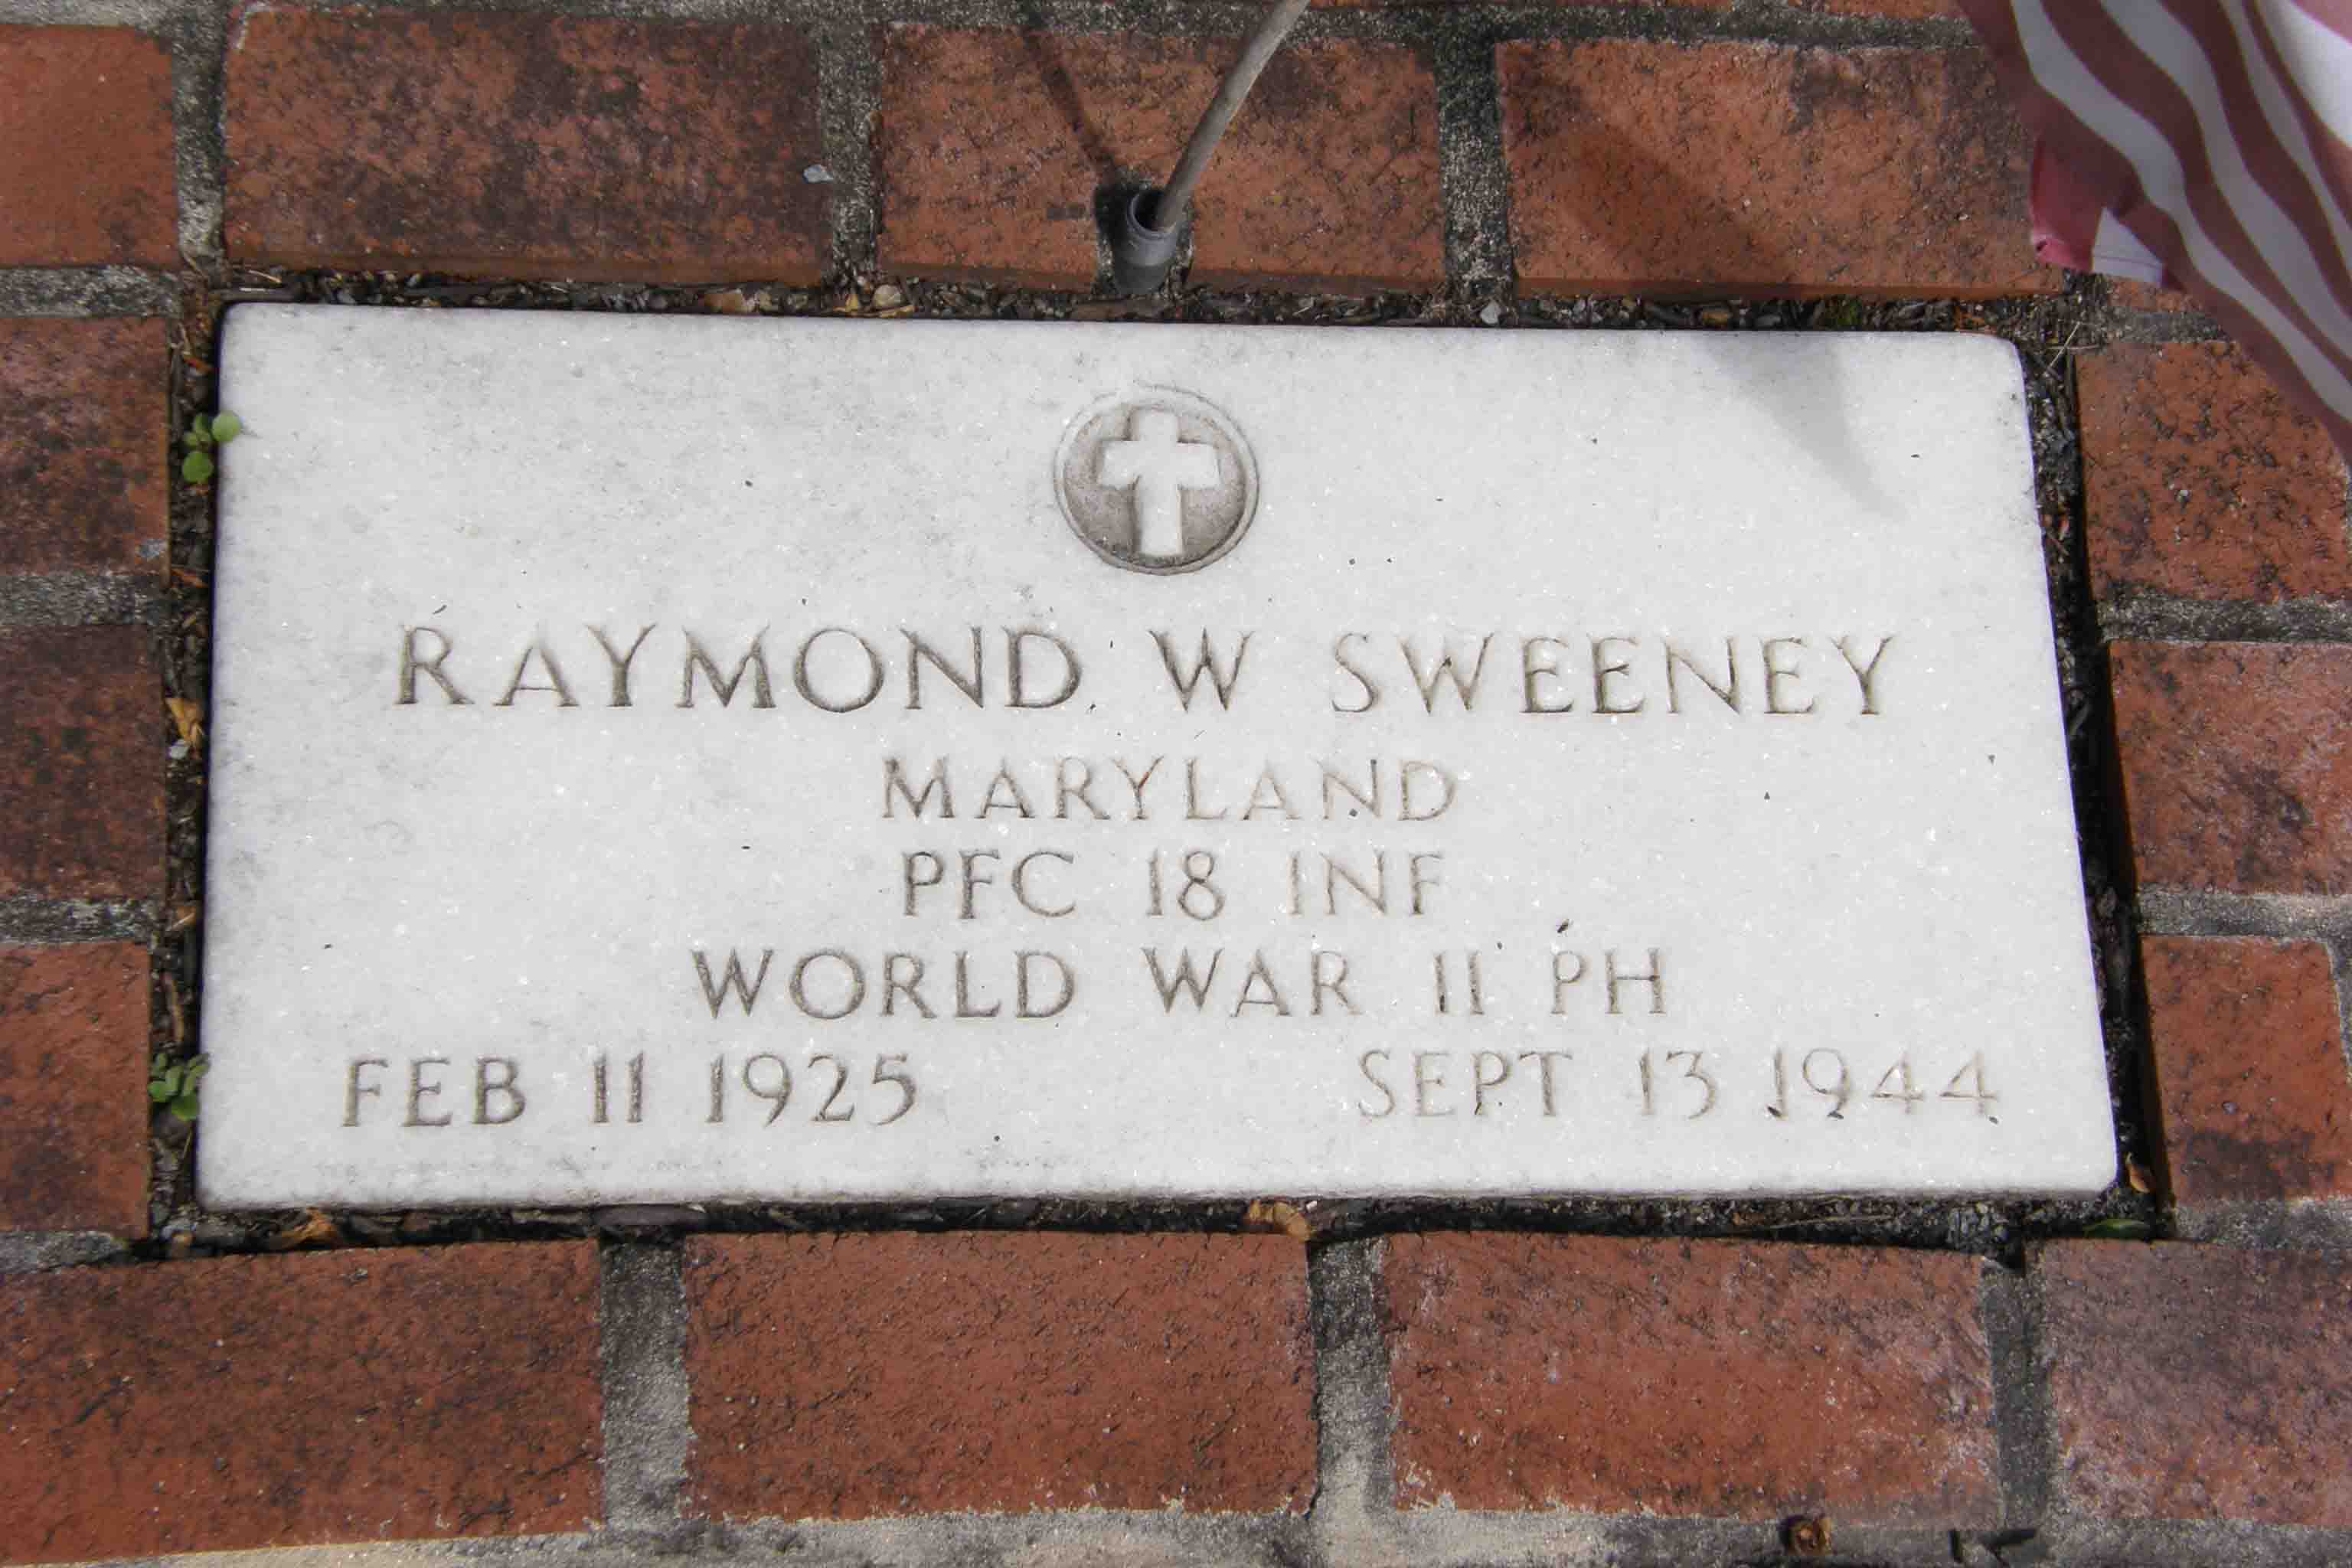 RAYMOND W SWEENEY
MARYLAND
PFC 18 INF
WORLD WAR II PH
FEB 11 1925 SEPT 13 1944